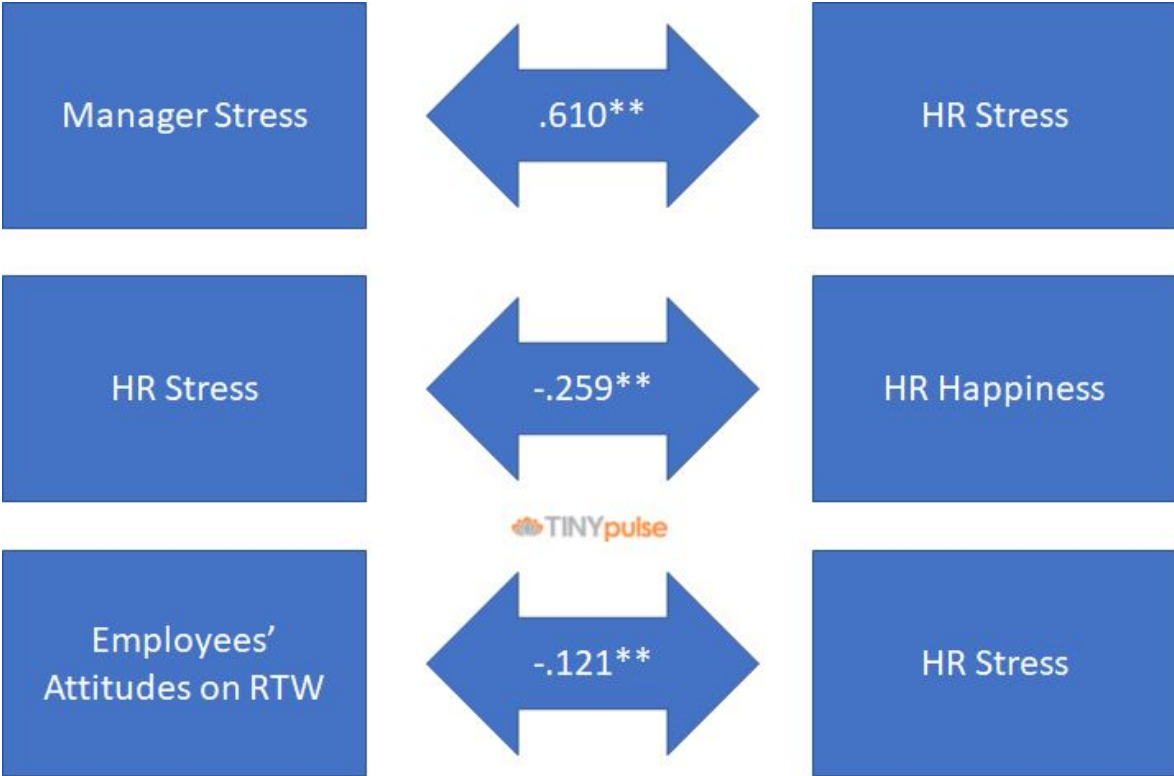 Manager Stress
.610**
HR Stress
HR Stress
-.259**
HR Happiness
TINYpulse
Employees’
Attitudes on RTW
-.121**
HR Stress